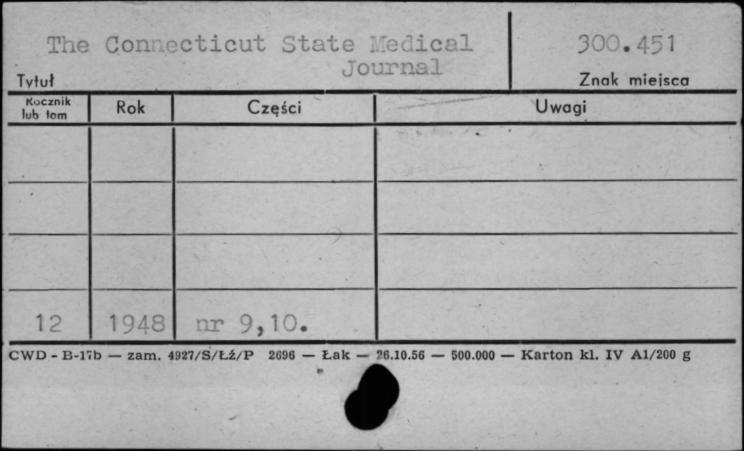 The Connecticut State Medical
Journal
300.451
Tytuł
Znak miejsca
Rocznik
lub tom
Rok
Części
Uwagi
12 1948 nr 9,10.
CWD - B-17b — zam. 4927/S/Łź/P 2696 — Łak — 26.10.56 — 500.000 — Karton kl. IV A1/200 g